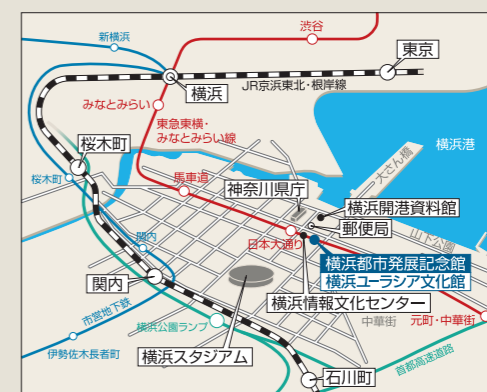 渋谷
新横浜
東京
横浜
JR京浜東北・根岸線
みなとみらい
東急東横・
みなとみらい線
桜木町
横浜港
大さん橋
桜木町
馬車道
神奈川県庁
横浜開港資料館
郵便局
山下公園
関内
日本大通り
横浜都市発展記念館
横浜ユーラシア文化館
関内
横浜情報文化センター
市営地下鉄
横浜公園ランプ
中華街
元町・中華街
伊勢佐木長者町
横浜スタジアム
首都高速道路
石川町